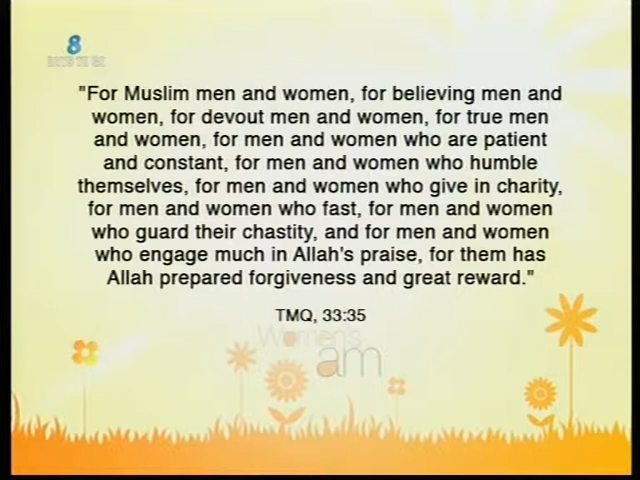 8
DAYS TO GO
"For Muslim men and women, for believing men and
women, for devout men and women, for true men
and women, for men and women who are patient
and constant, for men and women who humble
themselves, for men and women who give in charity,
for men and women who fast, for men and women
who guard their chastity, and for men and women
who engage much in Allah's praise, for them has
Allah prepared forgiveness and great reward."
TMQ, 33:35
Women's
am